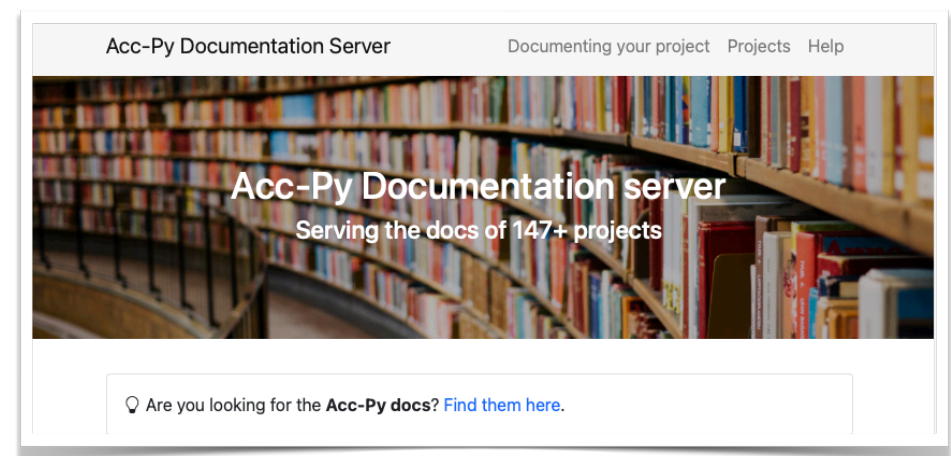 Acc-Py Documentation Server Documenting your project Projects Help
Acc-Py Documentation server
Serving the docs of 147+ projects
Are you looking for the Acc-Py docs? Find them here.